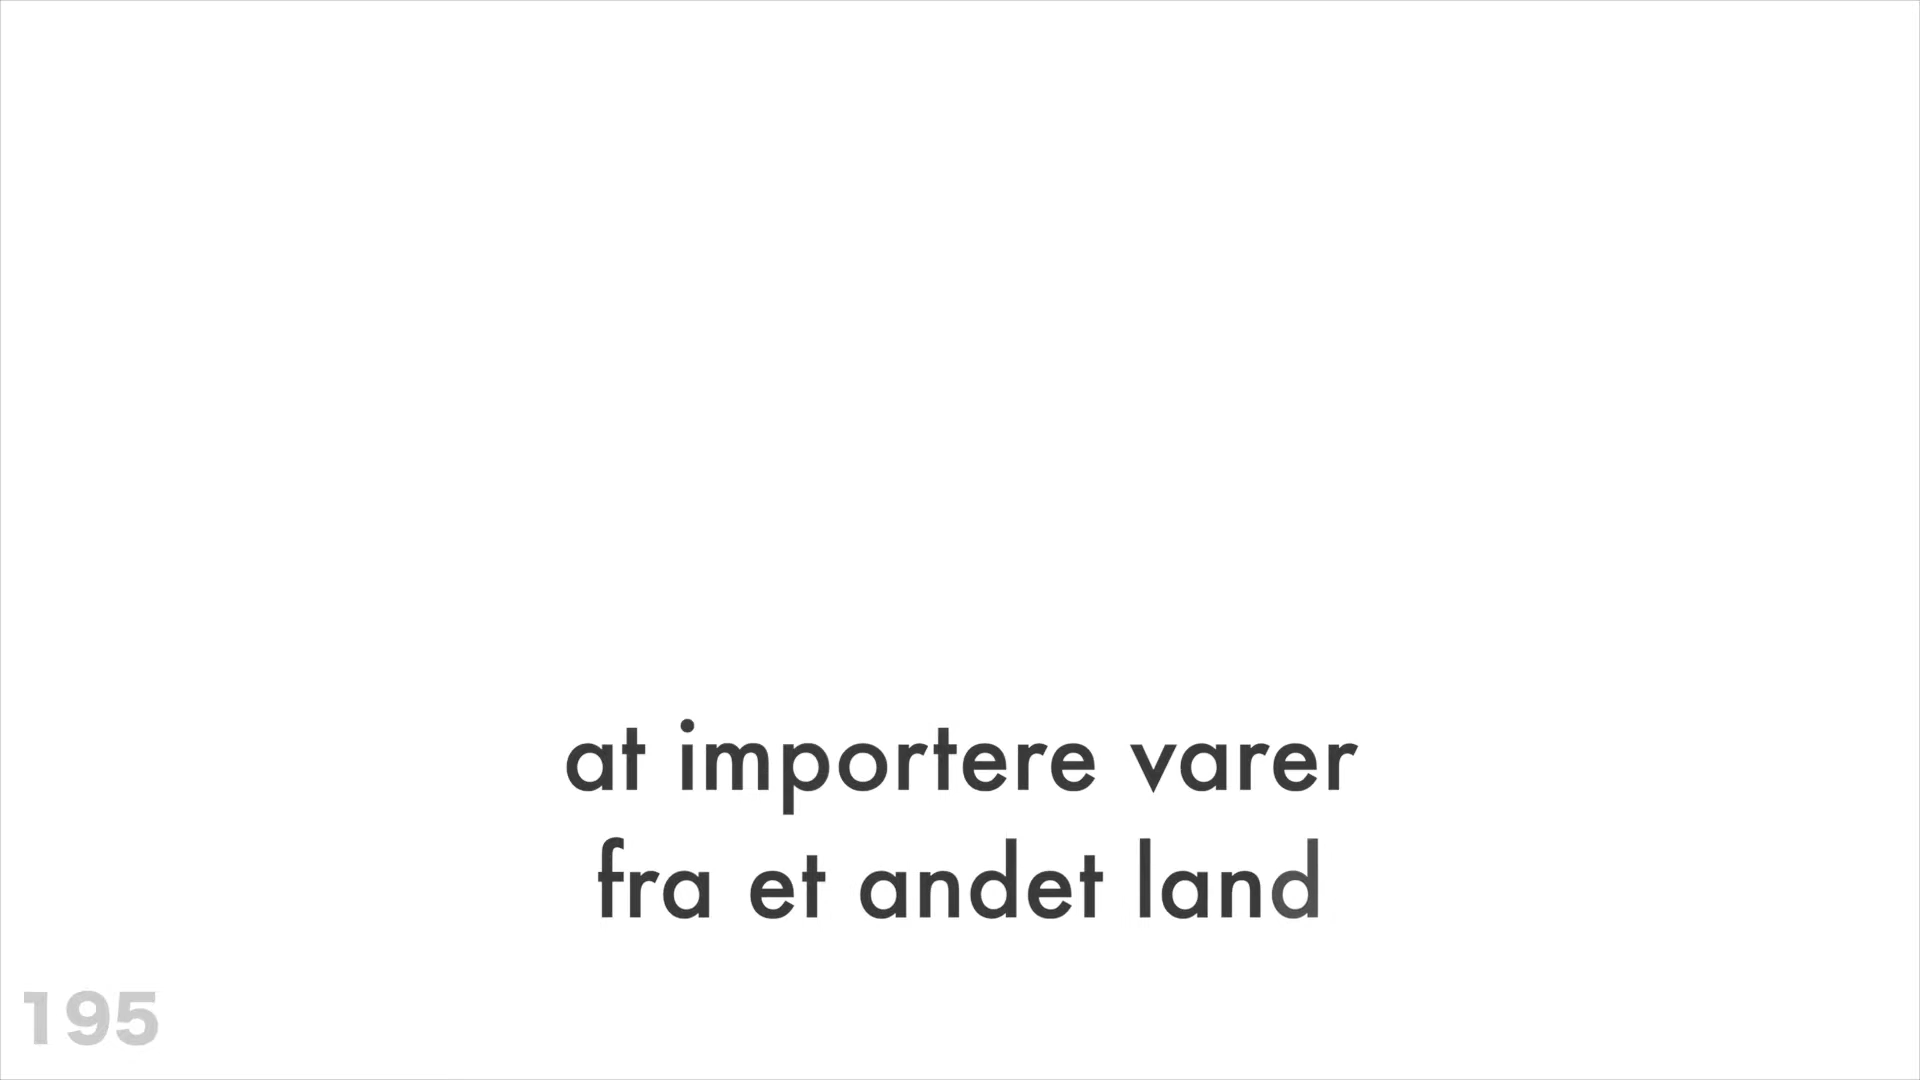 at importere varer
fra et andet land
195